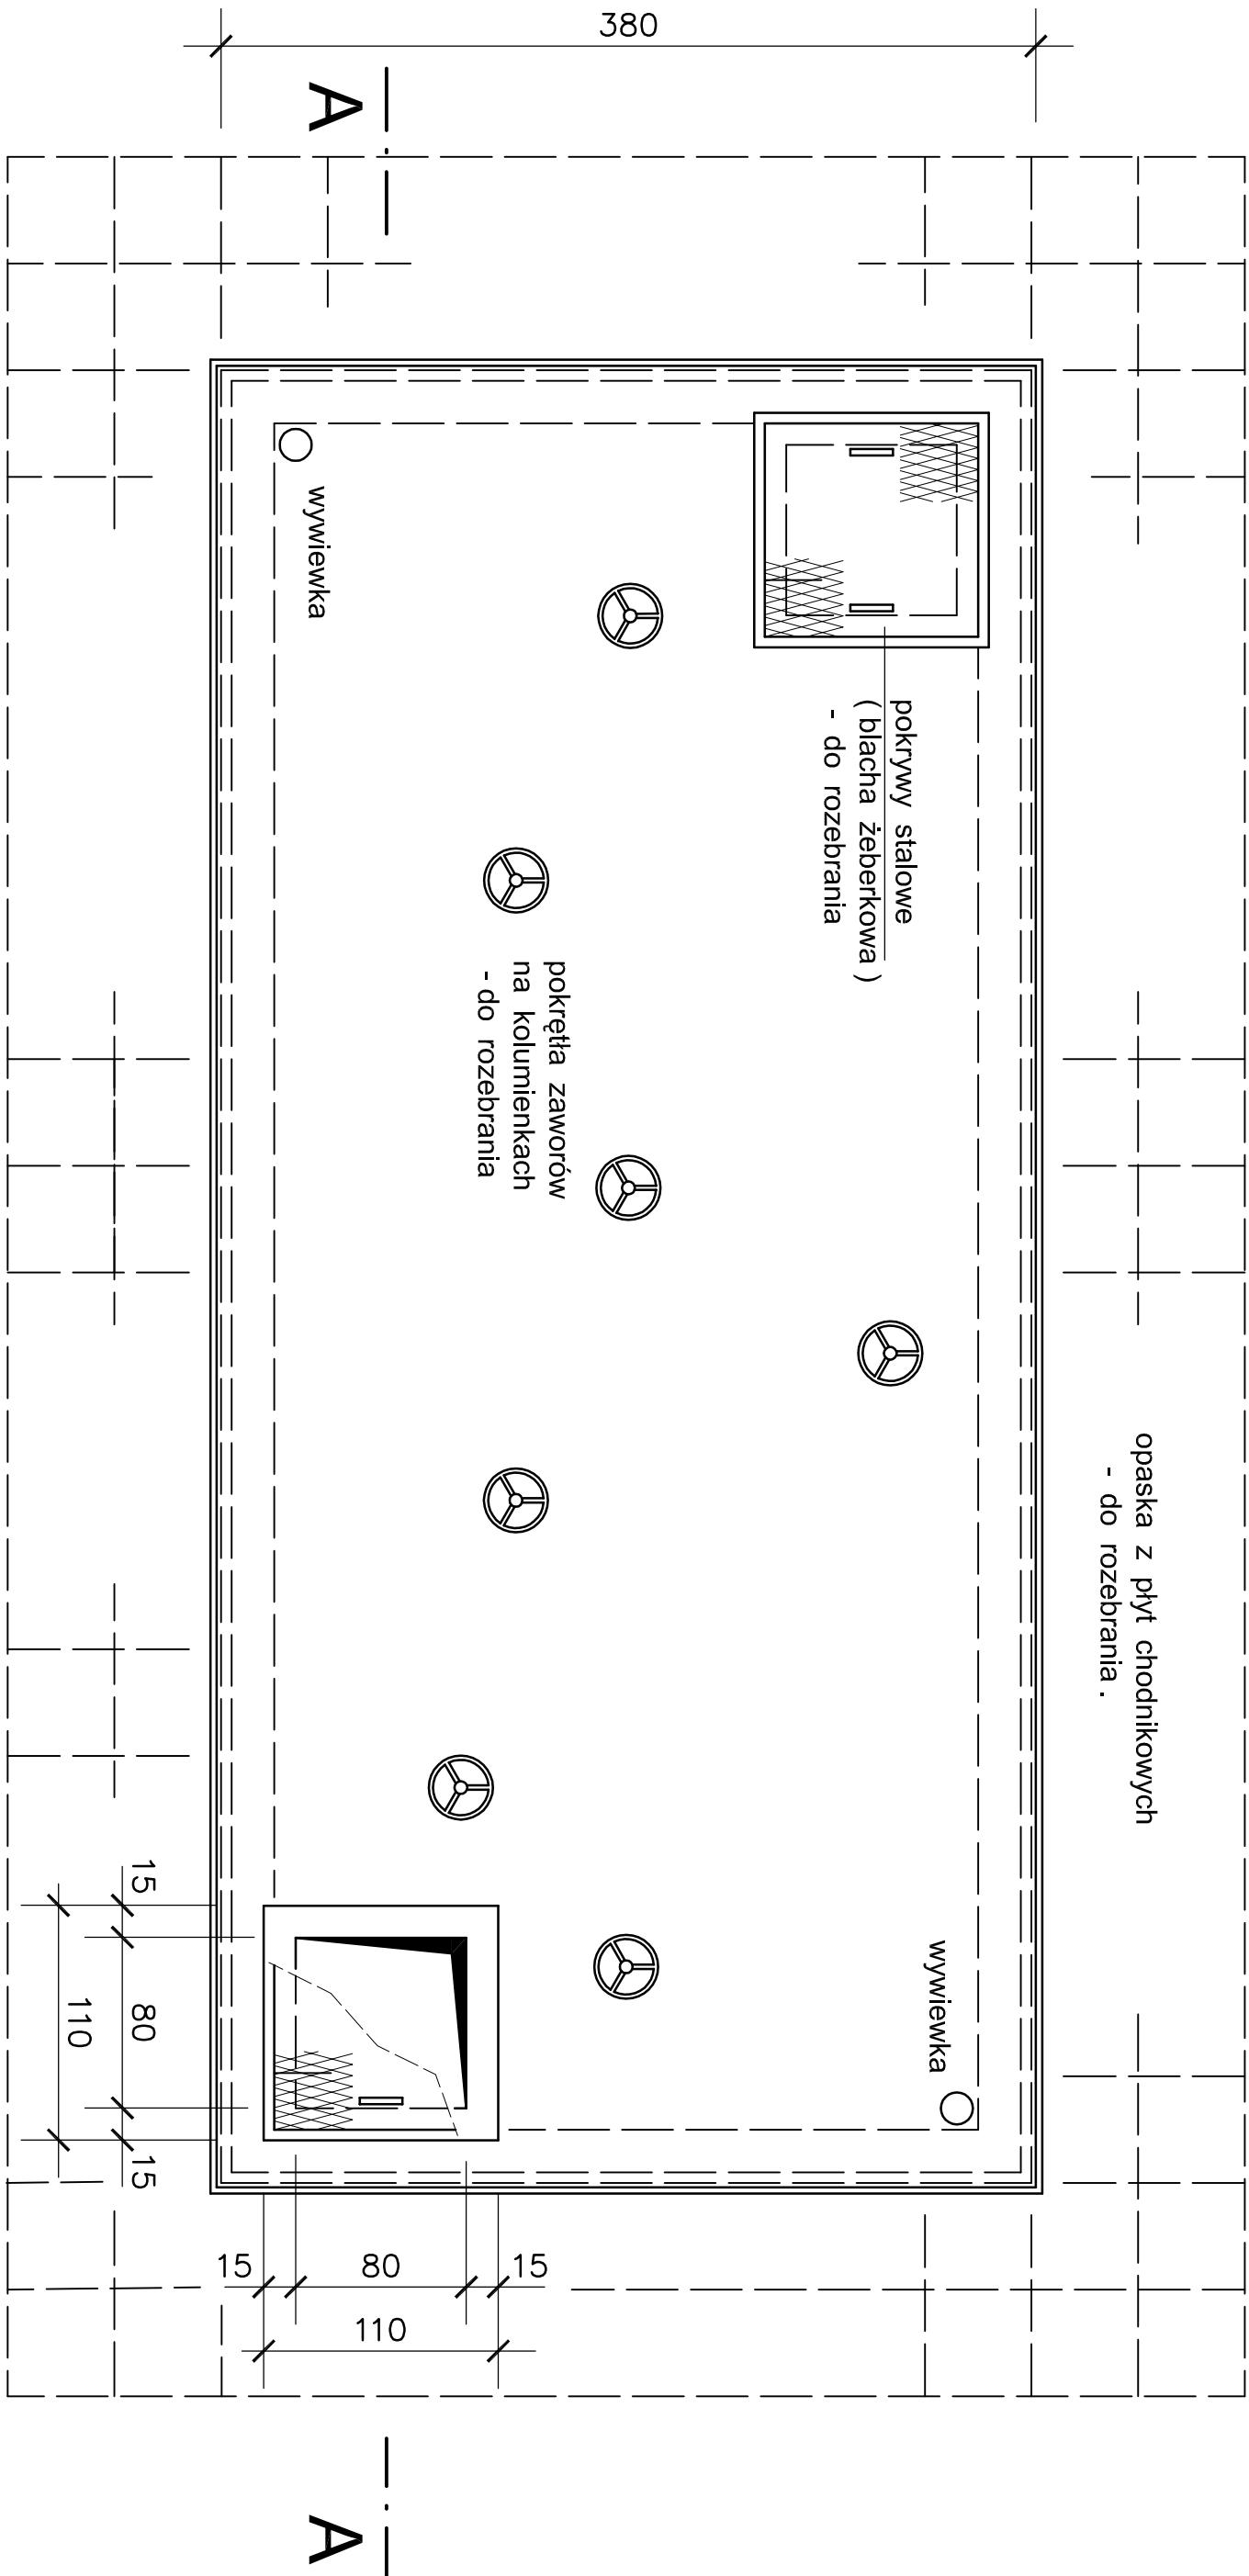 380
A
wywiewka
pokrywy stalowe
( blacha żeberkowa )
- do rozebrania
pokrętła zaworów
na kolumienkach
- do rozebrania
opaska z płyt chodnikowych
- do rozebrania .
wywiewka
15
80
15
110
15
80
15
110
A